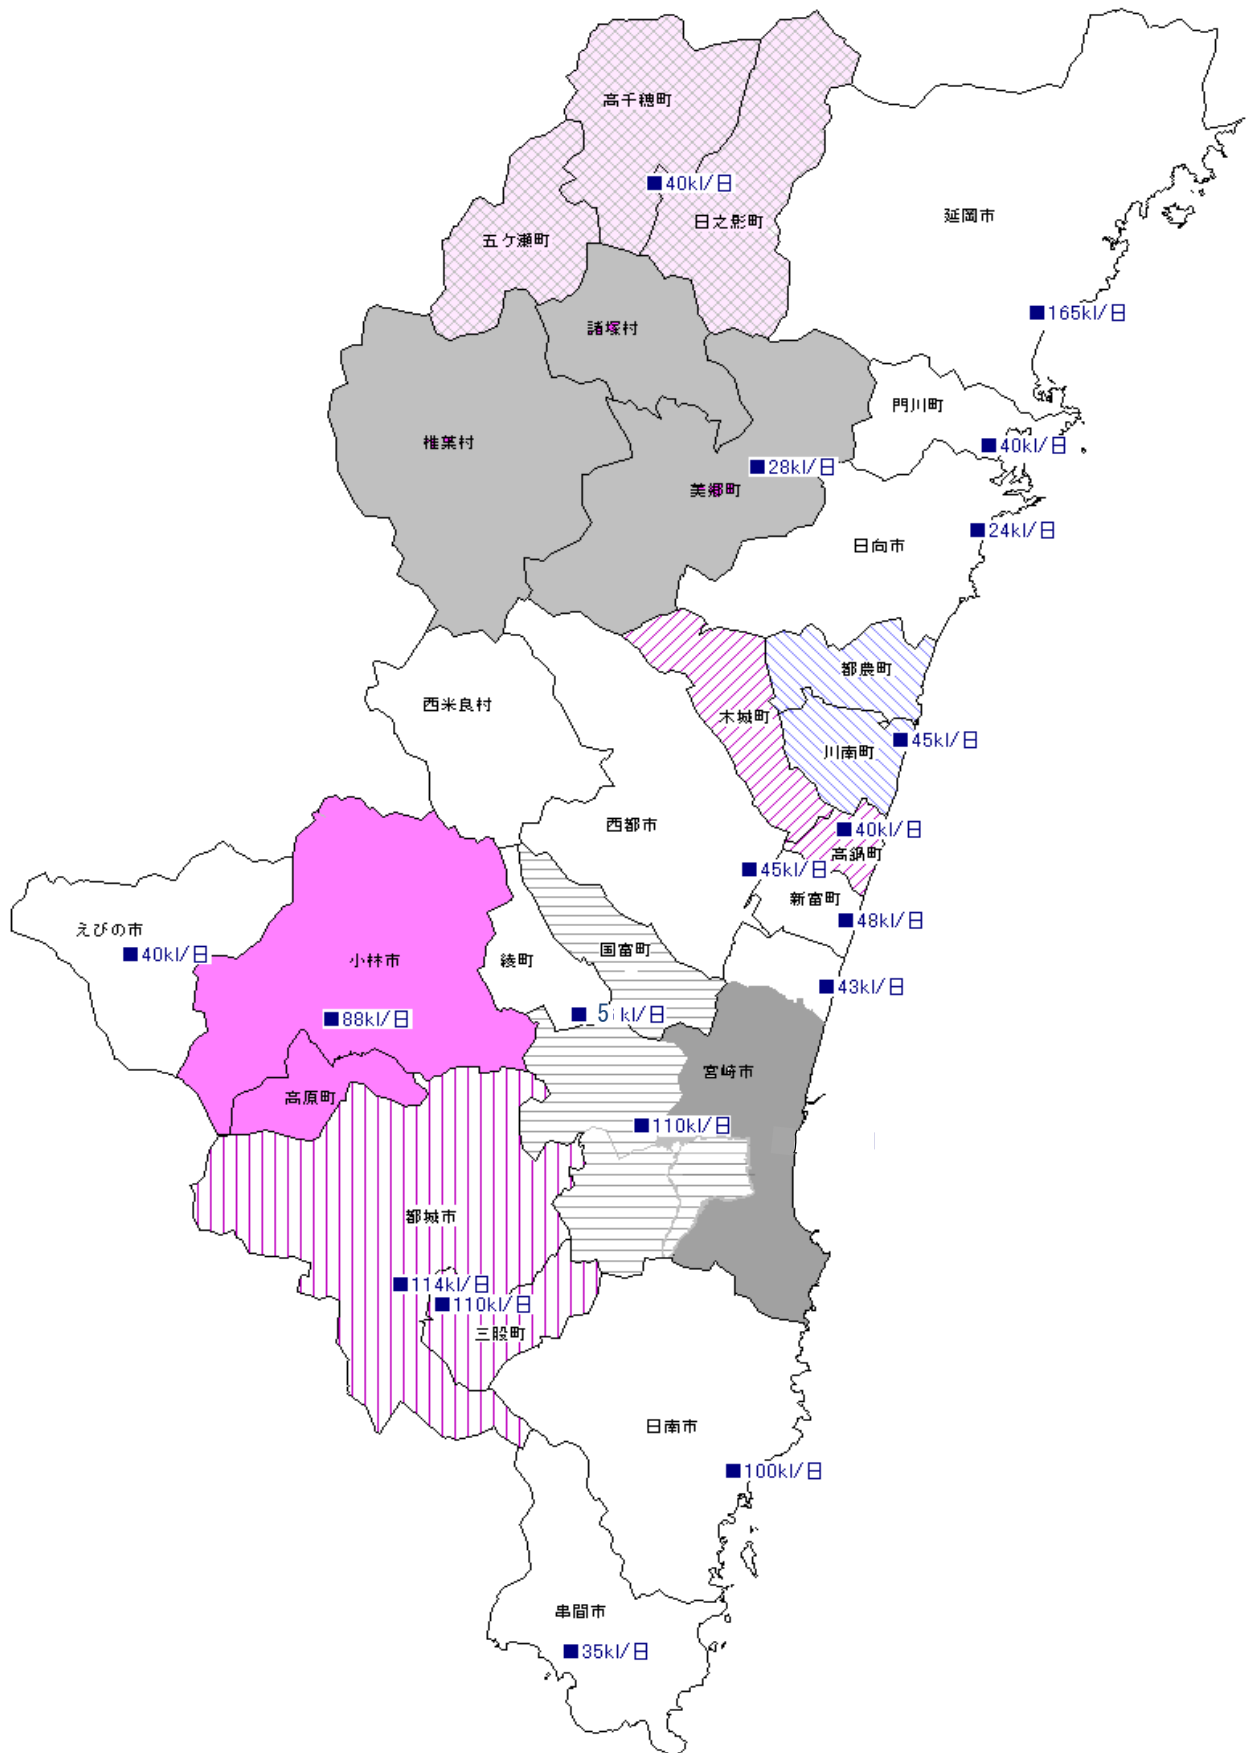 高千穂町
■40kl/日
日之影町
延岡市
五ケ瀬町
■165kl/日
諸塚村
門川町
椎葉村
■40kl/日
■28kl/日
美郷町
■24kl/日
日向市
都農町
西米良村
木城町
■45kl/日
川南町
西都市
■40kl/日
高鍋町
■45kl/日
新富町
■48kl/日
えびの市
■40kl/日
国富町
小林市
綾町
■43kl/日
■88kl/日
宮崎市
高原町
■110kl/日
都城市
■114kl/日
■110kl/日
三股町
日南市
■100kl/日
串間市
■35kl/日